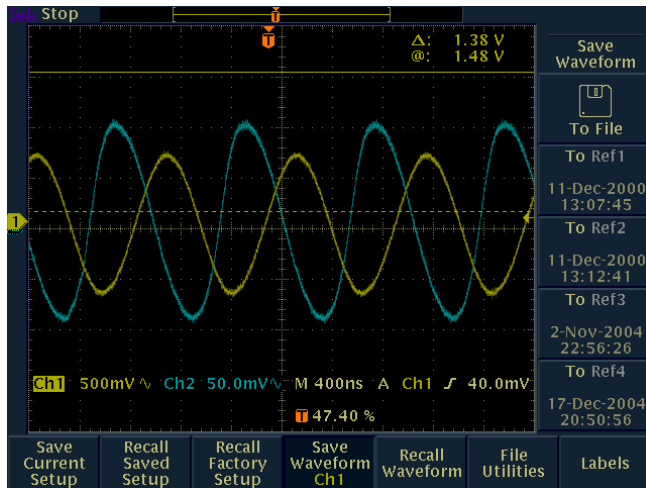 Stop
T
T
Δ: 1.38 V
@: 1.48 V
1
Ch1 500mV∿ Ch2 50.0mV∿ M 400ns A Ch1 ʃ 40.0mV
T 47.40 %
Save
Waveform
To File
To Ref1
11-Dec-2000
13:07:45
To Ref2
11-Dec-2000
13:12:41
To Ref3
2-Nov-2004
22:56:26
To Ref4
17-Dec-2004
20:50:56
Save
Current
Setup
Recall
Saved
Setup
Recall
Factory
Setup
Save
Waveform
Ch1
Recall
Waveform
File
Utilities
Labels